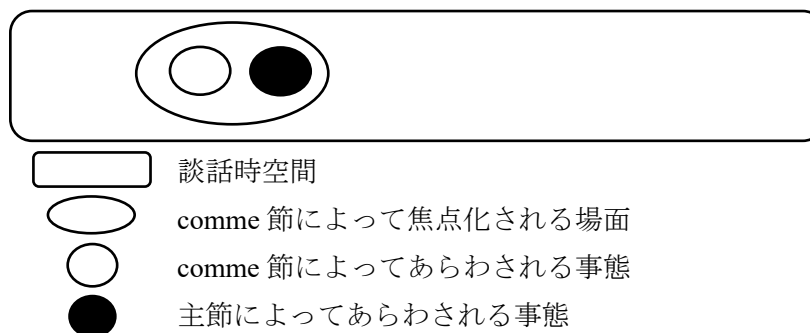 談話時空間
comme 節によって焦点化される場面
comme 節によってあらわされる事態
主節によってあらわされる事態